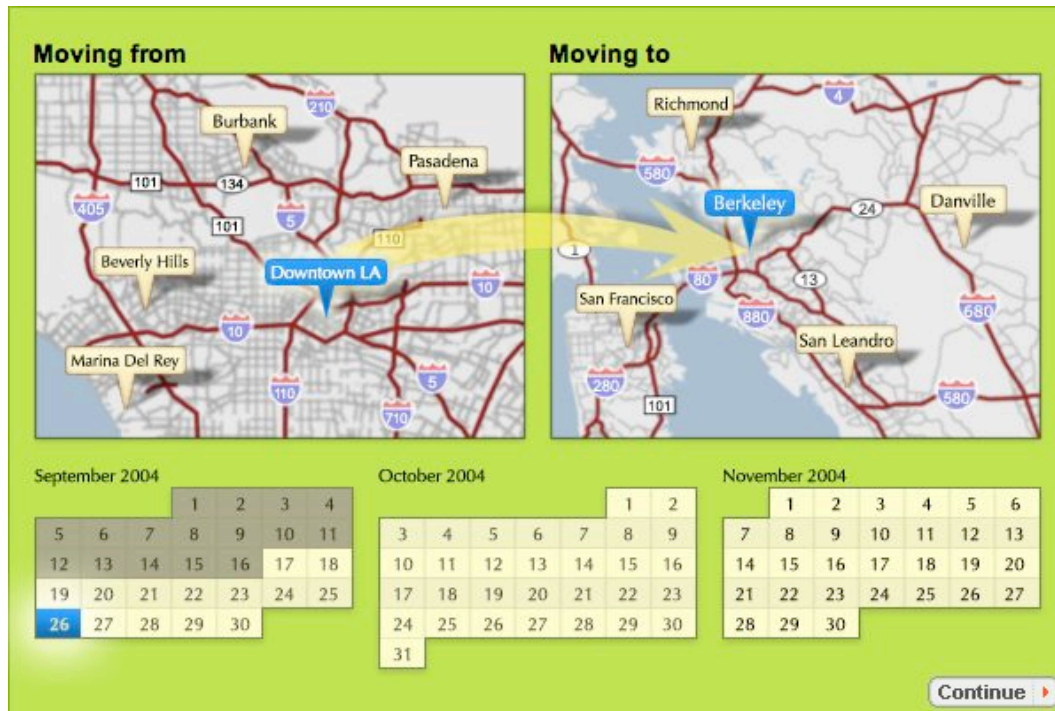 Moving from
Moving to
210
Burbank
Pasadena
101
134
405
5
101
110
Beverly Hills
Downtown LA
10
10
Marina Del Rey
5
110
710
Richmond
4
580
Berkeley
24
Danville
1
80
13
San Francisco
880
680
San Leandro
280
101
580
September 2004
1 2 3 4
5 6 7 8 9 10 11
12 13 14 15 16 17 18
19 20 21 22 23 24 25
26 27 28 29 30
October 2004
1 2
3 4 5 6 7 8 9
10 11 12 13 14 15 16
17 18 19 20 21 22 23
24 25 26 27 28 29 30
31
November 2004
1 2 3 4 5 6
7 8 9 10 11 12 13
14 15 16 17 18 19 20
21 22 23 24 25 26 27
28 29 30
Continue